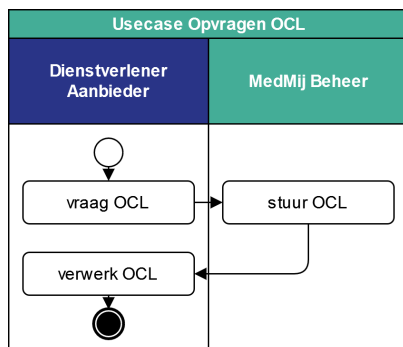 Usecase Opvragen OCL
Dienstverlener
Aanbieder
MedMij Beheer
vraag OCL
stuur OCL
verwerk OCL